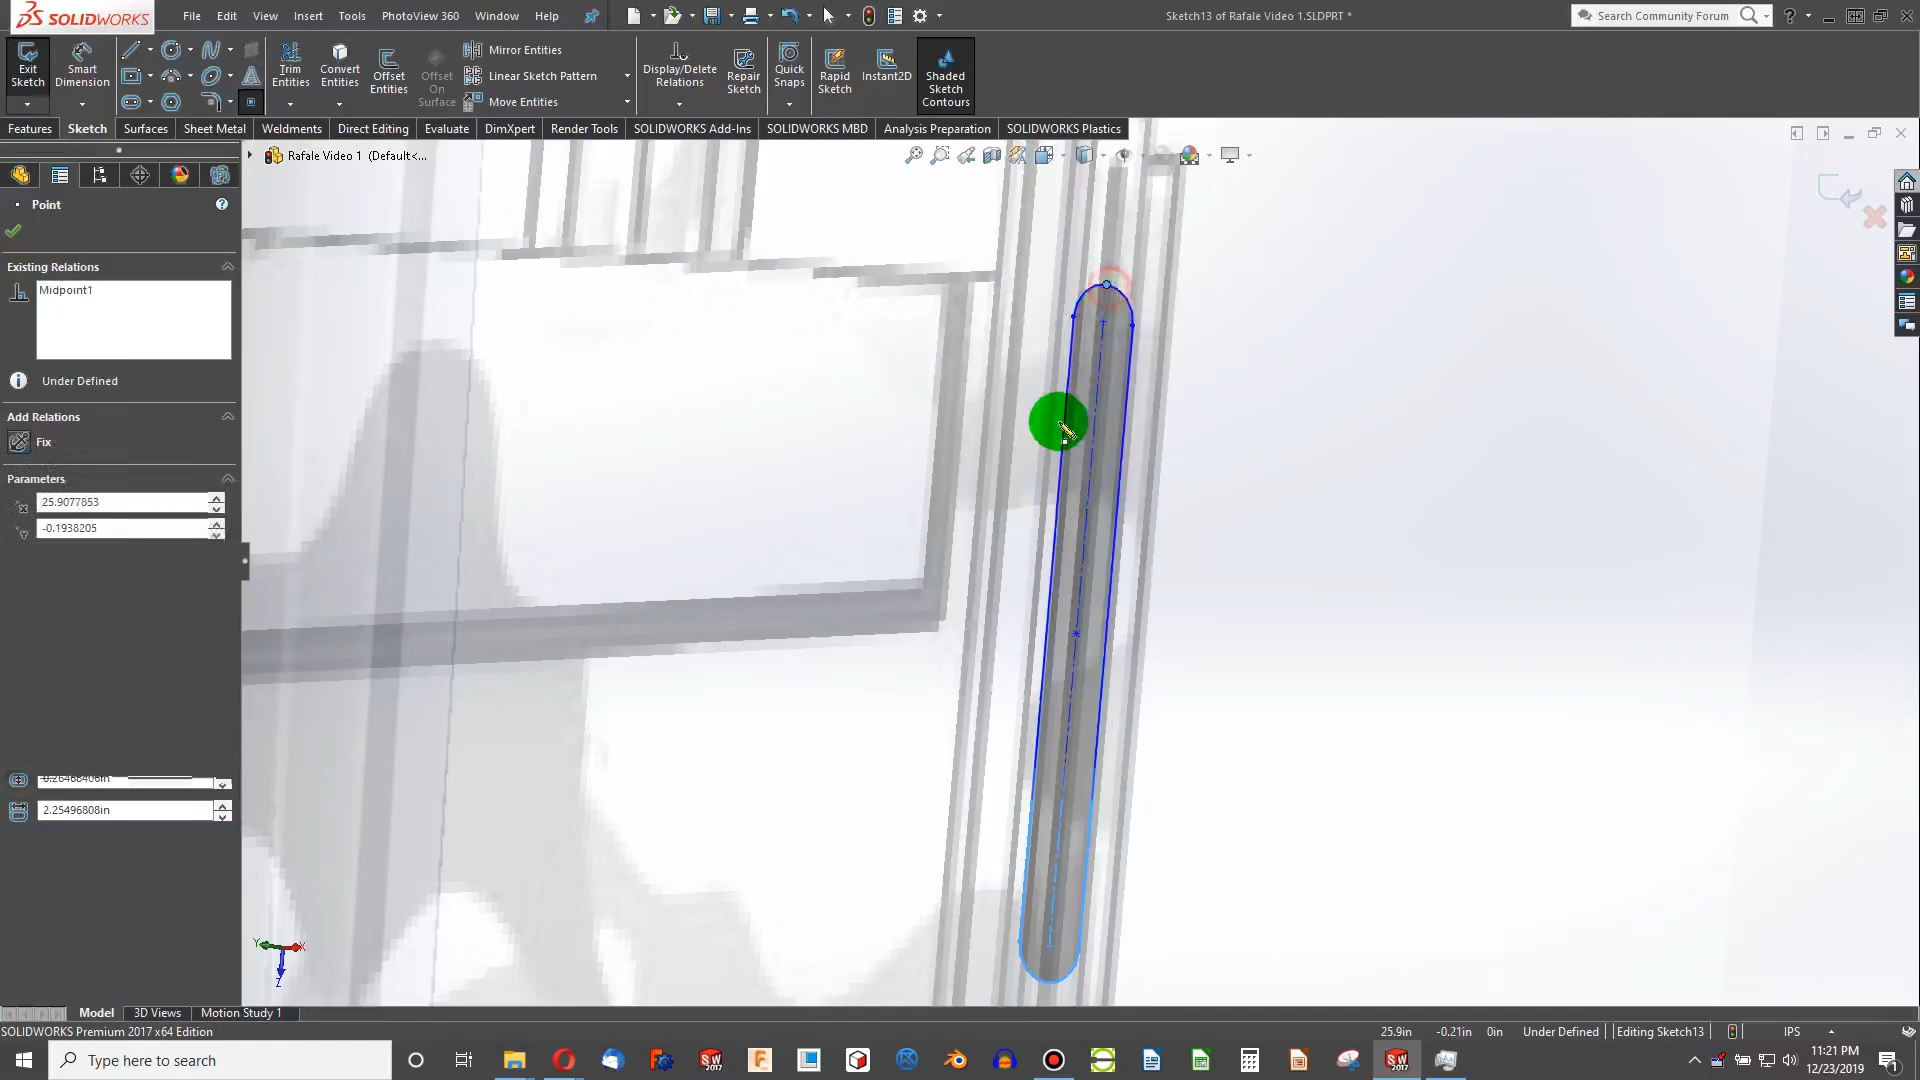 SOLIDWORKS
File Edit View Insert Tools PhotoView 360 Window Help
Sketch13 of Rafale Video 1.SLDPRT *
Search Community Forum
Exit Sketch
Smart Dimension
Trim Entities
Convert Entities
Offset Entities
Offset On Surface
Mirror Entities
Linear Sketch Pattern
Move Entities
Display/Delete Relations
Repair Sketch
Quick Snaps
Rapid Sketch
Instant2D
Shaded Sketch Contours
Features Sketch Surfaces Sheet Metal Weldments Direct Editing Evaluate DimXpert Render Tools SOLIDWORKS Add-Ins SOLIDWORKS MBD Analysis Preparation SOLIDWORKS Plastics
Rafale Video 1 (Default<...
Point
Existing Relations
Midpoint1
Under Defined
Add Relations
Fix
Parameters
25.9077853
-0.1938205
2.25496808in
Y X
Z
Model 3D Views Motion Study 1
SOLIDWORKS Premium 2017 x64 Edition
25.9in -0.21in 0in Under Defined Editing Sketch13 IPS
Type here to search
11:21 PM
12/23/2019